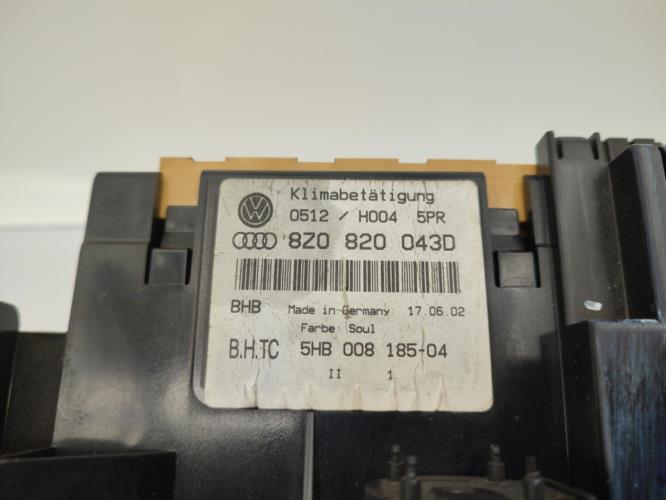 Klimabetätigung
0512 / H004 5PR
8Z0 820 043D
BHB Made in Germany 17.06.02
Farbe: Soul
B.H.TC 5HB 008 185-04
II 1